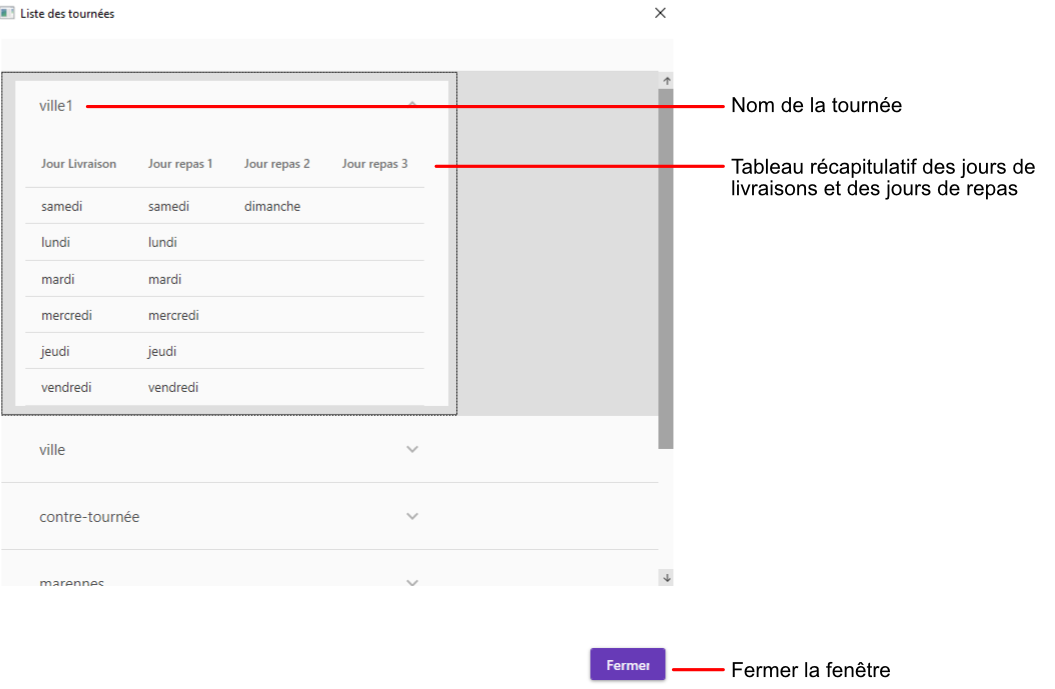 Liste des tournées
ville1
Nom de la tournée
Jour Livraison Jour repas 1 Jour repas 2 Jour repas 3
Tableau récapitulatif des jours de
livraisons et des jours de repas
samedi samedi dimanche
lundi lundi
mardi mardi
mercredi mercredi
jeudi jeudi
vendredi vendredi
ville
contre-tournée
marennes
Fermer
Fermer la fenêtre